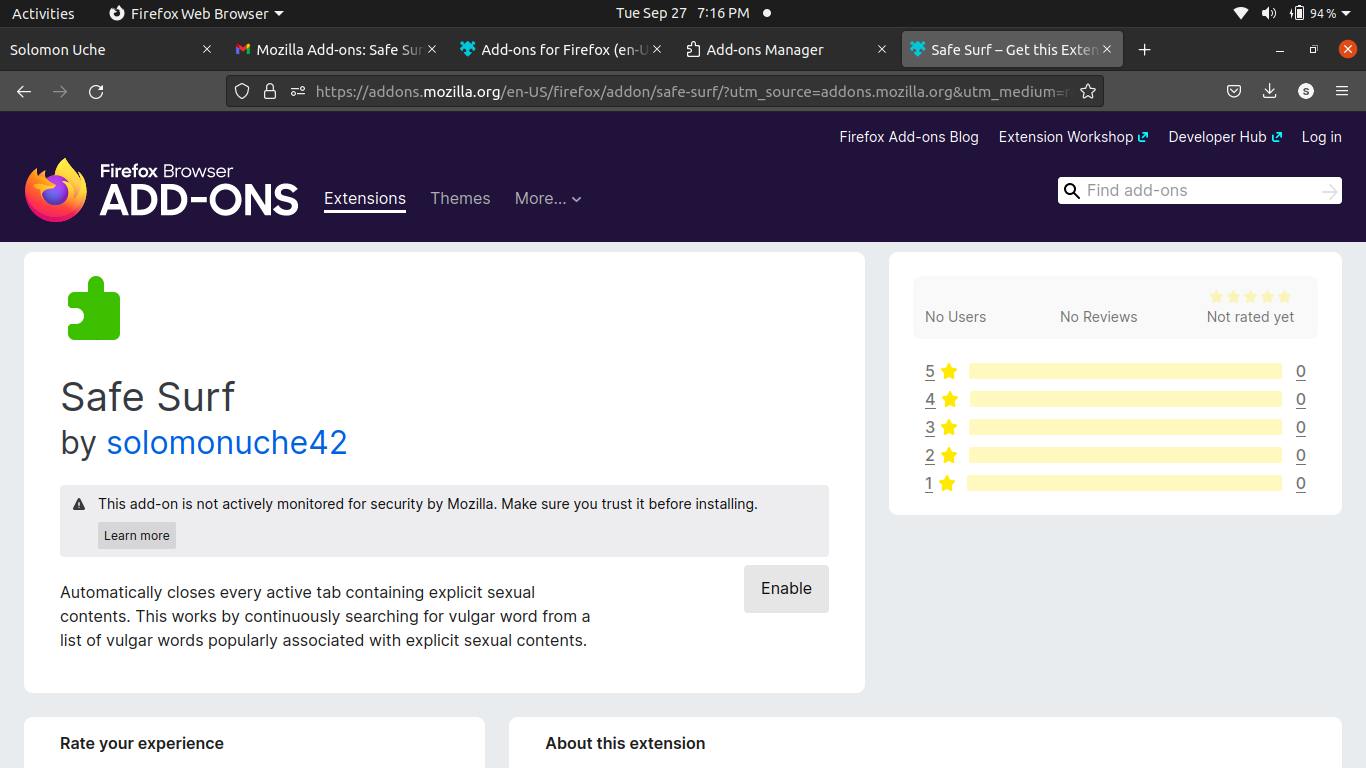 Activities
Firefox Web Browser
Tue Sep 27 7:16 PM
94 %
Solomon Uche
Mozilla Add-ons: Safe Sur
Add-ons for Firefox (en-U
Add-ons Manager
Safe Surf – Get this Exten
https://addons.mozilla.org/en-US/firefox/addon/safe-surf/?utm_source=addons.mozilla.org&utm_medium=r
S
Firefox Add-ons Blog
Extension Workshop
Developer Hub
Log in
Firefox Browser
ADD-ONS
Extensions
Themes
More...
Find add-ons
Safe Surf
by solomonuche42
This add-on is not actively monitored for security by Mozilla. Make sure you trust it before installing.
Learn more
Automatically closes every active tab containing explicit sexual
contents. This works by continuously searching for vulgar word from a
list of vulgar words popularly associated with explicit sexual contents.
Enable
No Users
No Reviews
Not rated yet
5 0
4 0
3 0
2 0
1 0
Rate your experience
About this extension